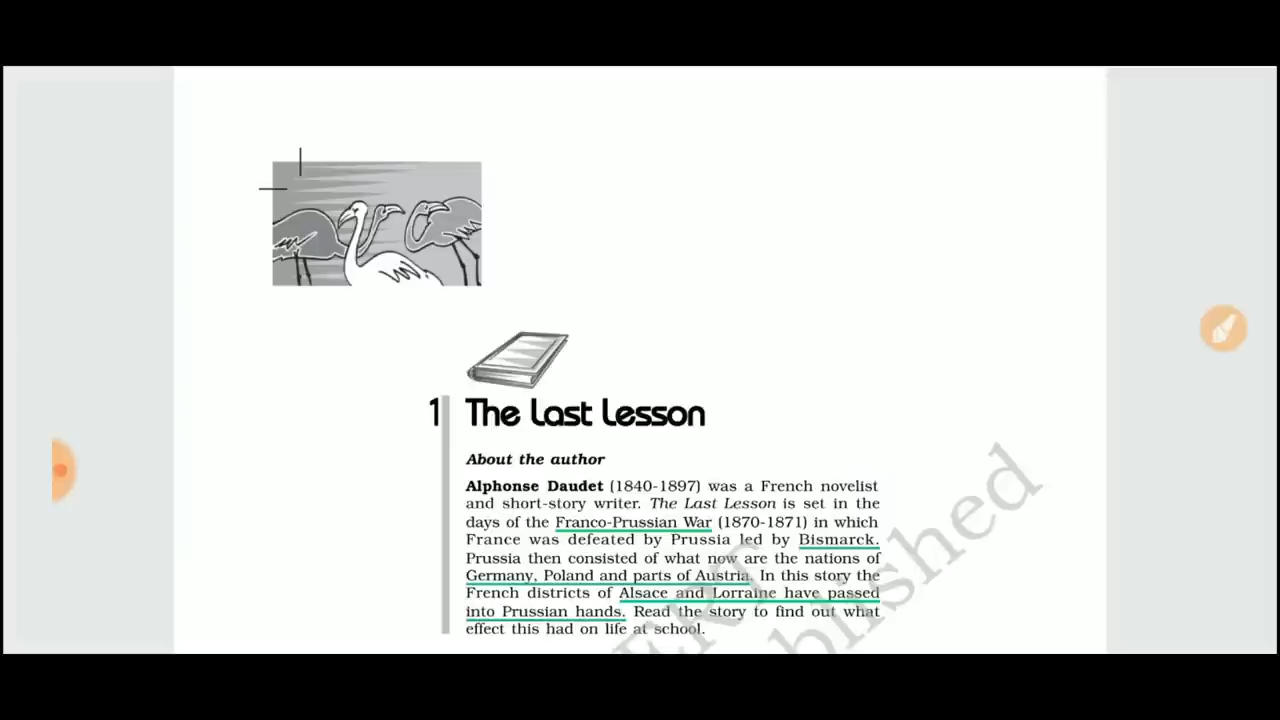 1 The Last Lesson
About the author
Alphonse Daudet (1840-1897) was a French novelist
and short-story writer. The Last Lesson is set in the
days of the Franco-Prussian War (1870-1871) in which
France was defeated by Prussia led by Bismarck.
Prussia then consisted of what now are the nations of
Germany, Poland and parts of Austria. In this story the
French districts of Alsace and Lorraine have passed
into Prussian hands. Read the story to find out what
effect this had on life at school.